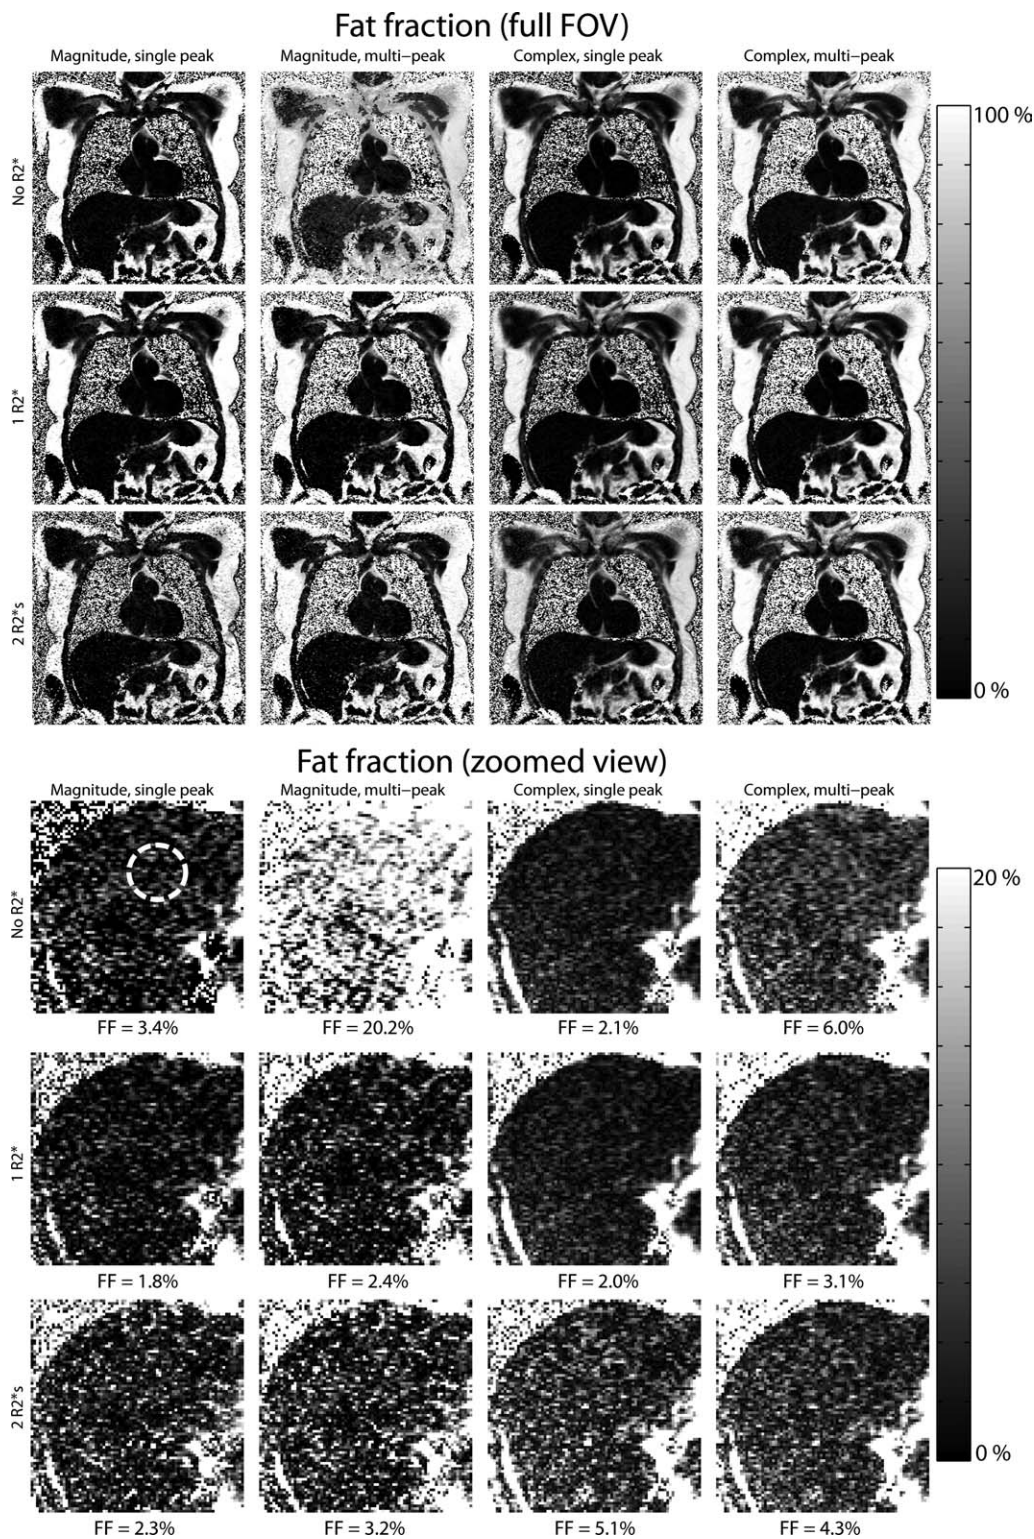 Fat fraction (full FOV)
Magnitude, single peak
Magnitude, multi−peak
Complex, single peak
Complex, multi−peak
No R2*
1 R2*
2 R2*s
100 %
0 %
Fat fraction (zoomed view)
Magnitude, single peak
Magnitude, multi−peak
Complex, single peak
Complex, multi−peak
No R2*
FF = 3.4%
FF = 20.2%
FF = 2.1%
FF = 6.0%
1 R2*
FF = 1.8%
FF = 2.4%
FF = 2.0%
FF = 3.1%
2 R2*s
FF = 2.3%
FF = 3.2%
FF = 5.1%
FF = 4.3%
20 %
0 %